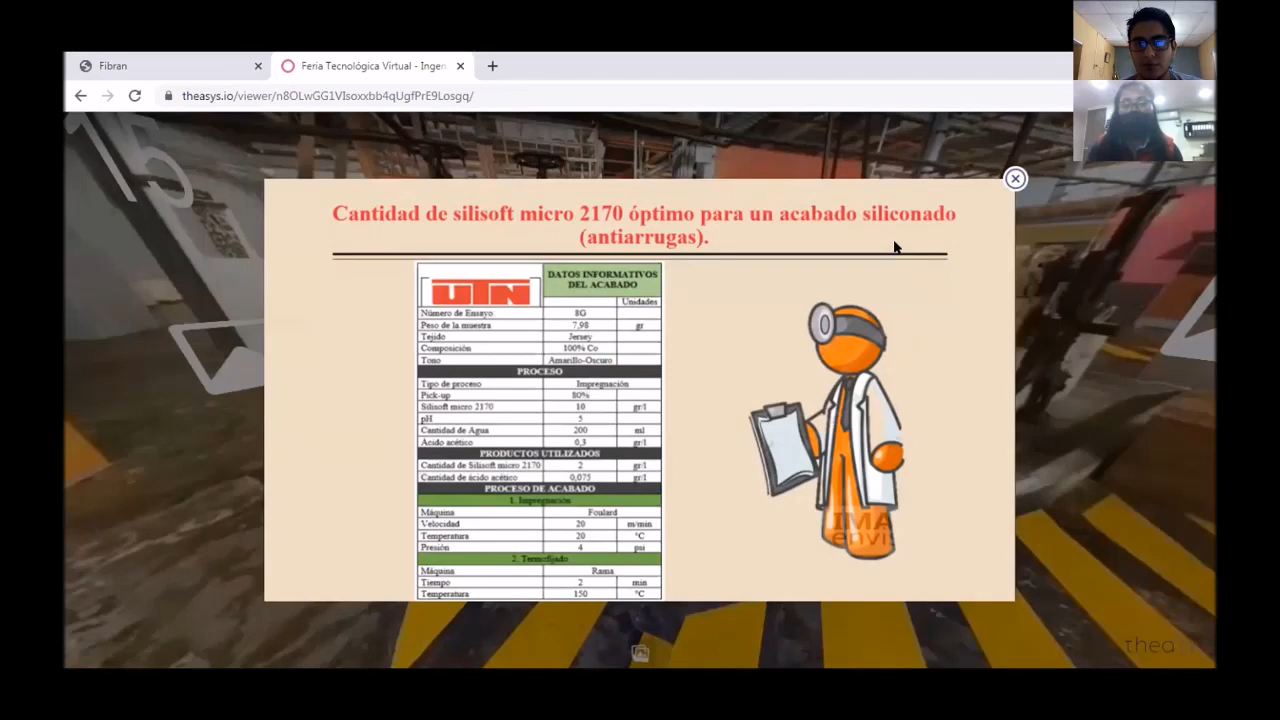 Fibran
Feria Tecnológica Virtual - Ingen
theasys.io/viewer/n8OLwGG1VIsoxxbb4qUgfPrE9Losgq/
15
Cantidad de silisoft micro 2170 óptimo para un acabado siliconado
(antiarrugas).
UTN
DATOS INFORMATIVOS
DEL ACABADO
Unidades
Número de Ensayo 8G
Peso de la muestra 7,98 gr
Tejido Jersey
Composición 100% Co
Tono Amarillo-Oscuro
PROCESO
Tipo de proceso Impregnación
Pick-up 80%
Silisoft micro 2170 10 gr/l
pH 5
Cantidad de Agua 200 ml
Acido acético 0,3 gr/l
PRODUCTOS UTILIZADOS
Cantidad de Silisoft micro 2170 2 gr/l
Cantidad de ácido acético 0,075 gr/l
PROCESO DE ACABADO
1. Impregnación
Máquina Foulard
Velocidad 20 m/min
Temperatura 20 °C
Presión 4 psi
2. Termofijado
Máquina Rama
Tiempo 2 min
Temperatura 150 °C
IMA
envis
thea